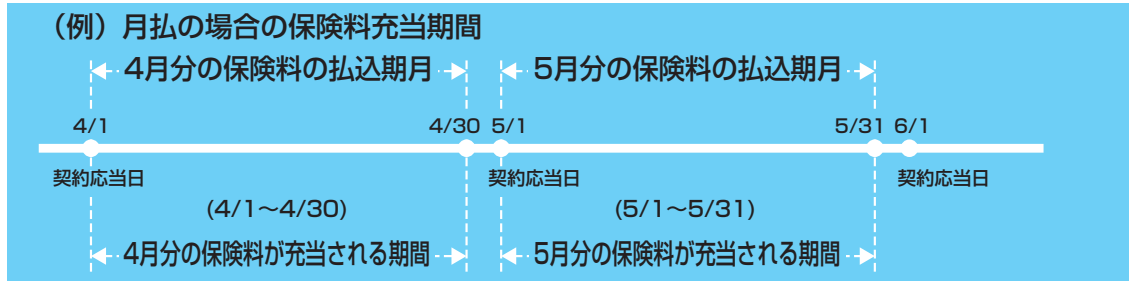 （例）月払の場合の保険料充当期間
4月分の保険料の払込期月 5月分の保険料の払込期月
4/1 4/30 5/1 5/31 6/1
契約応当日 契約応当日 契約応当日
(4/1～4/30) (5/1～5/31)
4月分の保険料が充当される期間 5月分の保険料が充当される期間